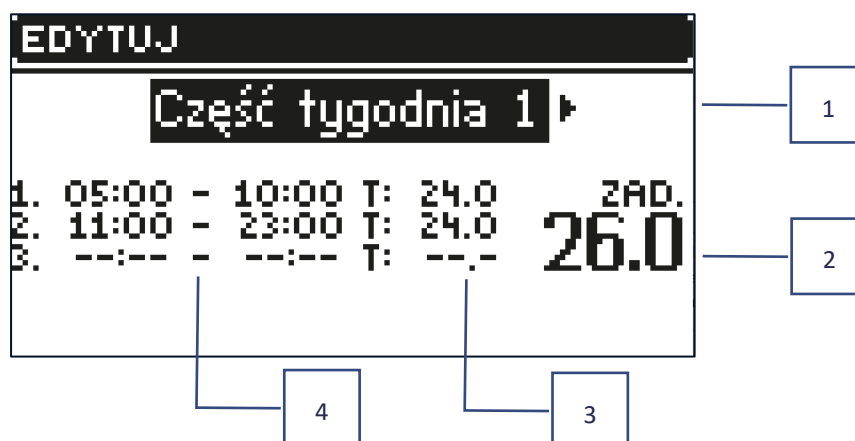 EDYTUJ
Część tygodnia 1
1. 05:00 - 10:00 T: 24.0 ZAD.
2. 11:00 - 23:00 T: 24.0 26.0
3. --:-- - --:-- T: --.-
1
2
4 3